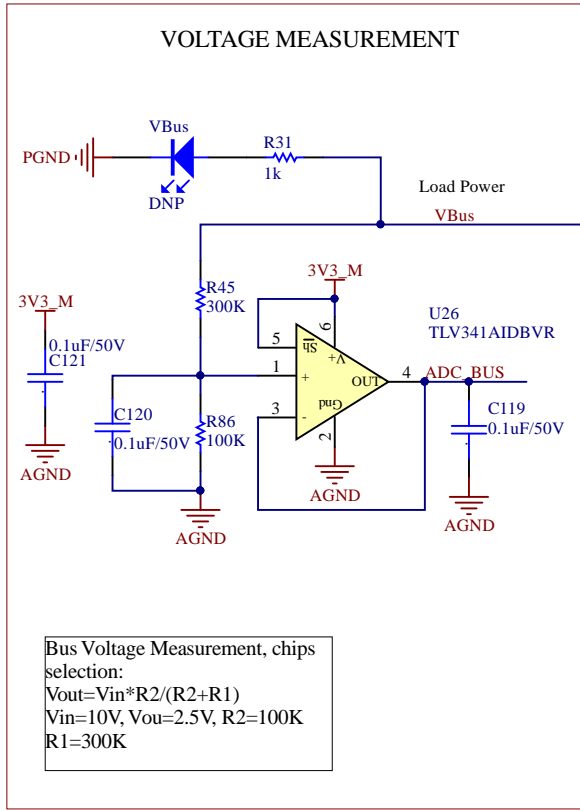 VOLTAGE MEASUREMENT
VBus
R31
PGND
1k
DNP
Load Power
VBus
3V3_M
R45
300K
3V3_M
U26
TLV341AIDBVR
0.1uF/50V
C121
5
Sh
6
V+
1
+
OUT
4
ADC_BUS
3
-
Gnd
2
C120
0.1uF/50V
R86
100K
C119
0.1uF/50V
AGND
AGND
AGND
AGND
Bus Voltage Measurement, chips
selection:
Vout=Vin*R2/(R2+R1)
Vin=10V, Vou=2.5V, R2=100K
R1=300K